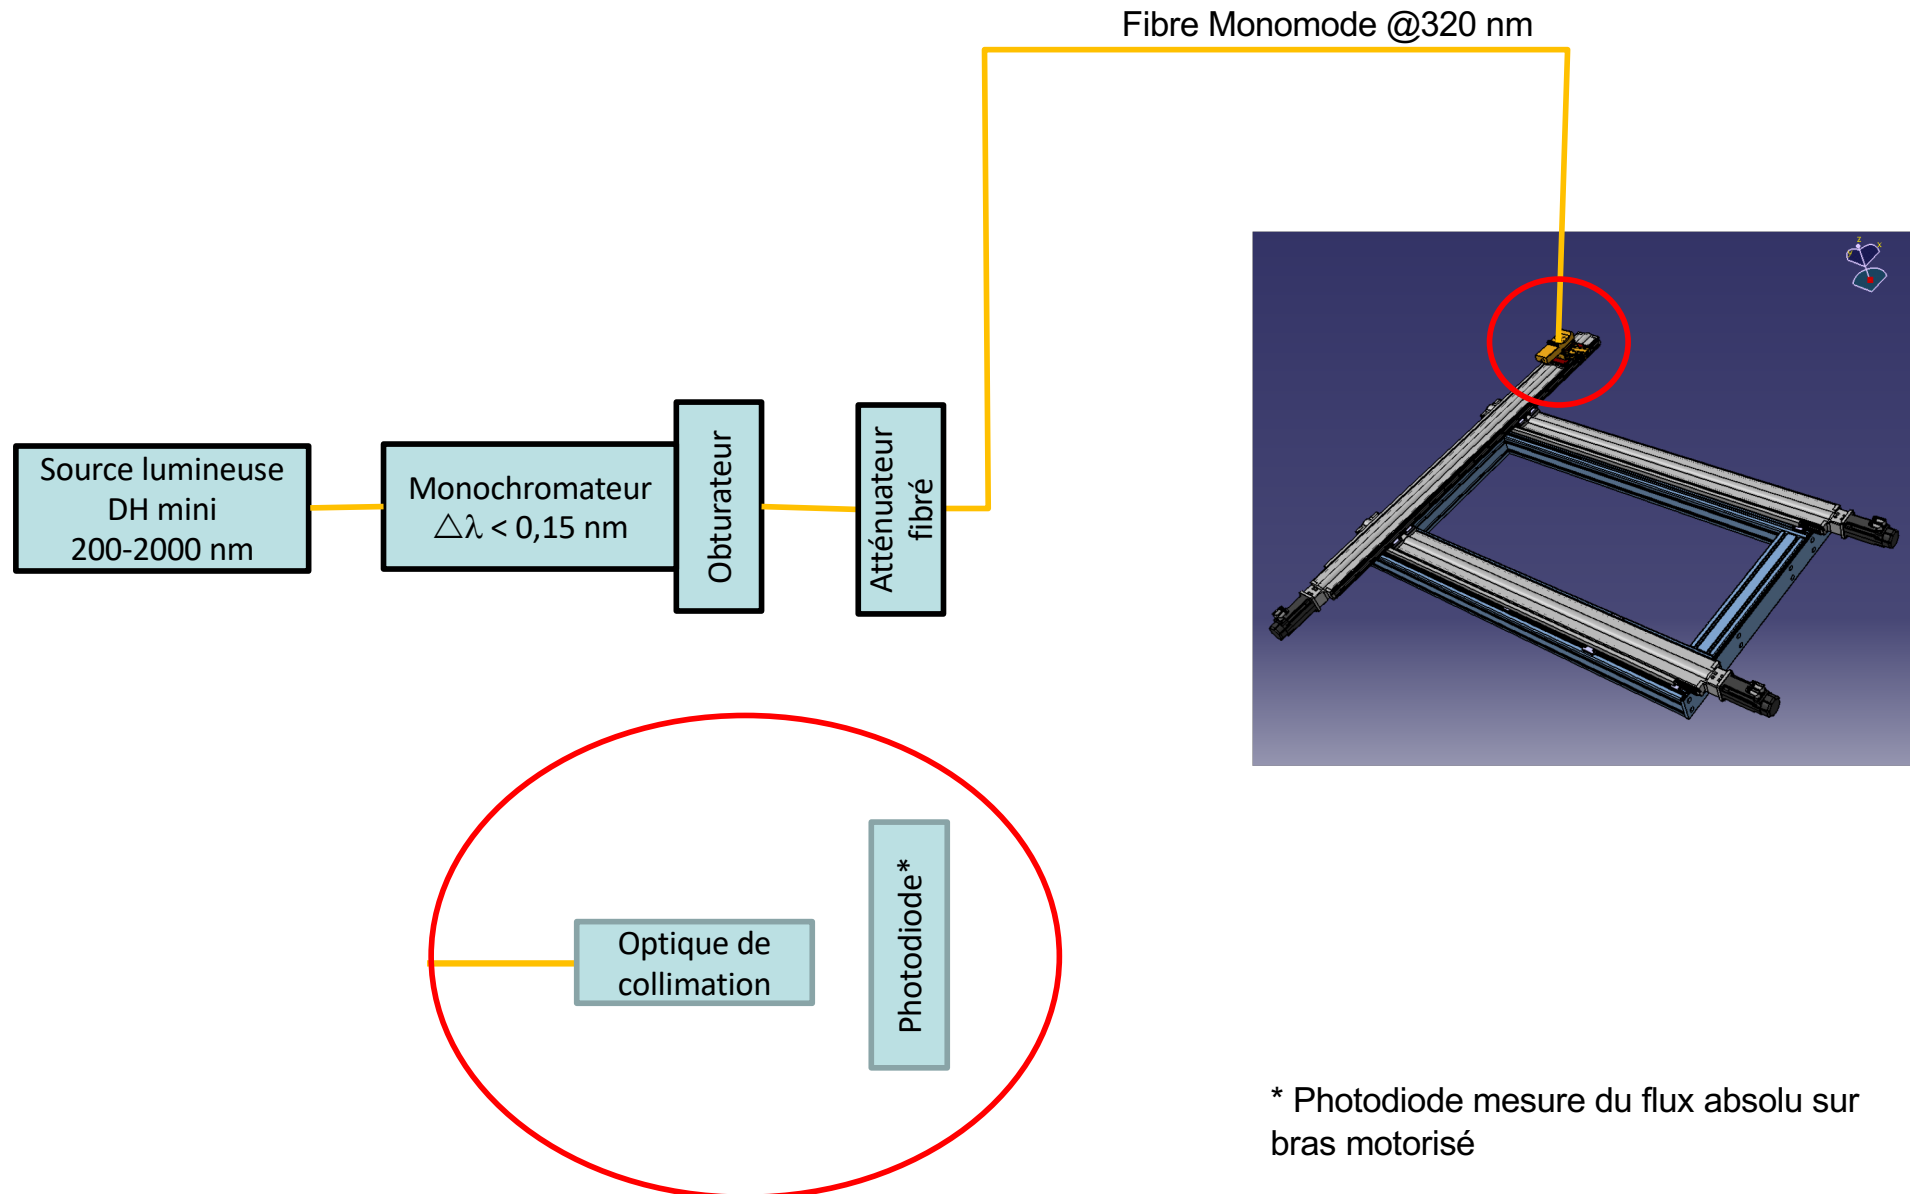 Fibre Monomode @320 nm
Source lumineuse
DH mini
200-2000 nm
Monochromateur
△λ < 0,15 nm
Obturateur
Atténuateur
fibré
Optique de
collimation
Photodiode*
* Photodiode mesure du flux absolu sur
bras motorisé